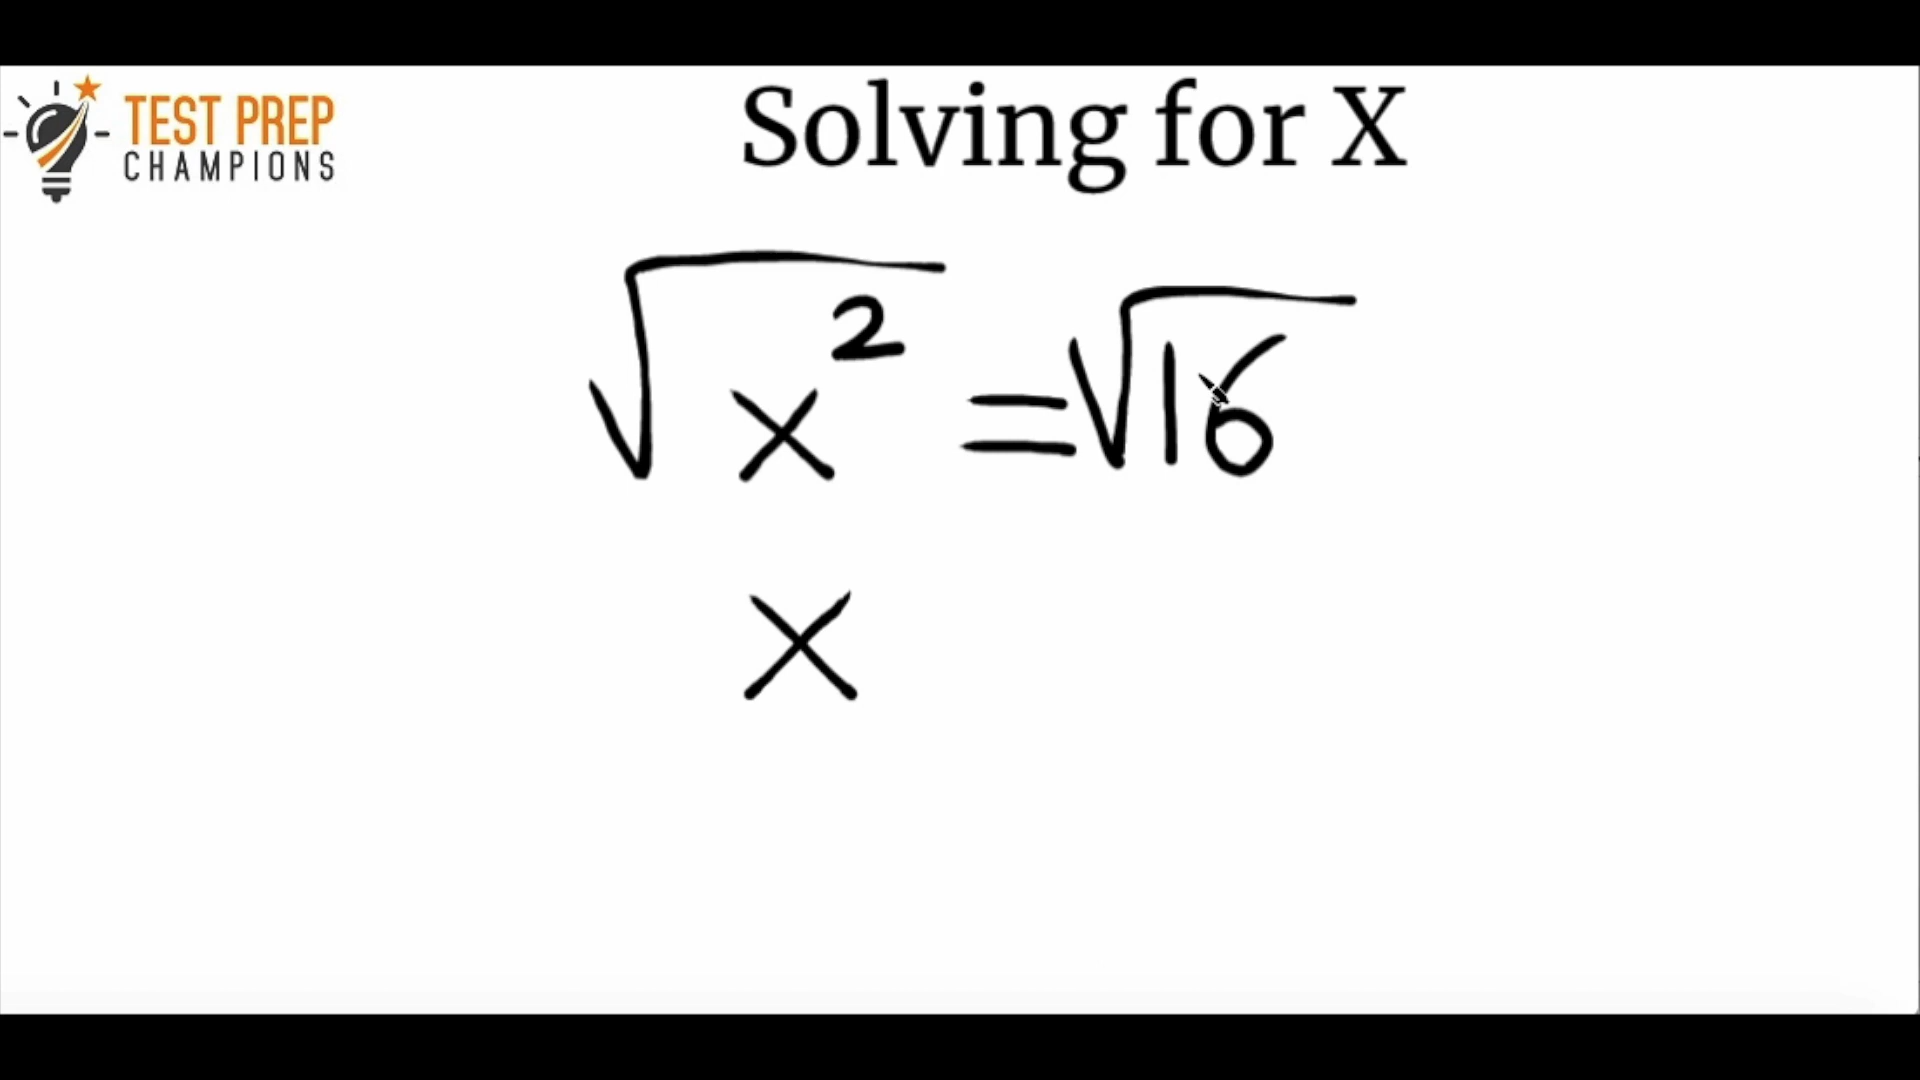 TEST PREP
CHAMPIONS
Solving for X
√x² = √16
x